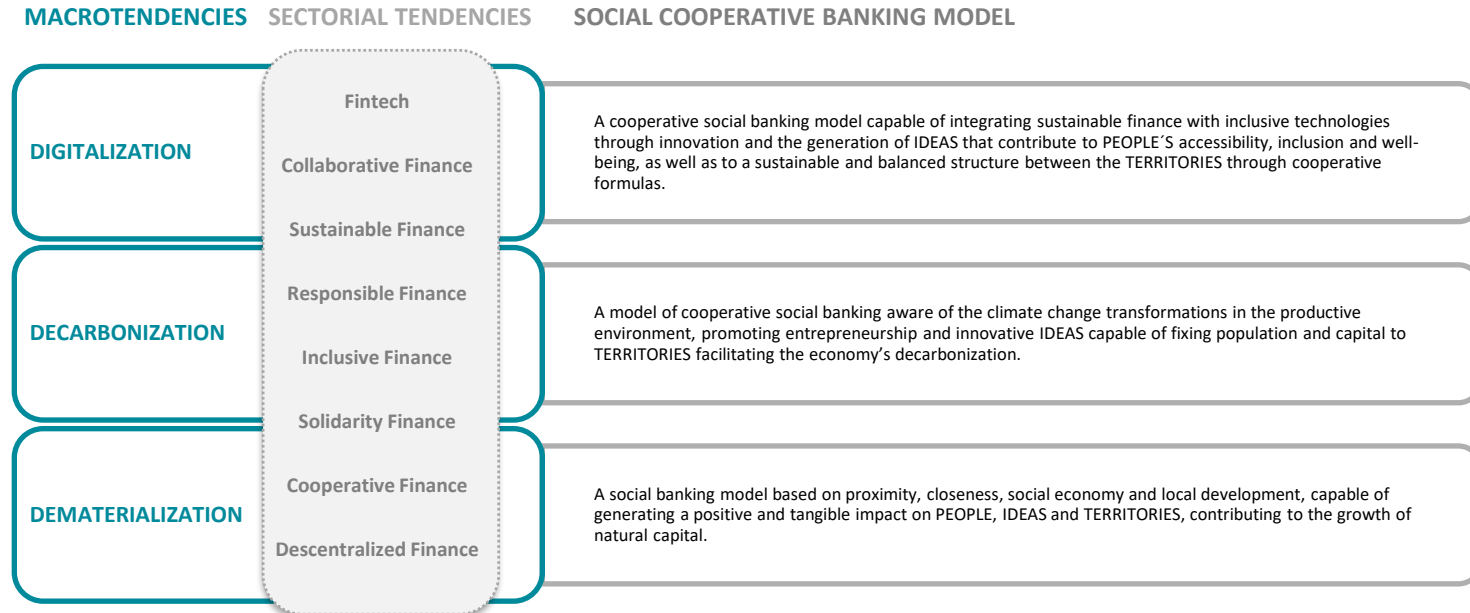 MACROTENDENCIES SECTORIAL TENDENCIES SOCIAL COOPERATIVE BANKING MODEL
DIGITALIZATION
DECARBONIZATION
DEMATERIALIZATION
Fintech
Collaborative Finance
Sustainable Finance
Responsible Finance
Inclusive Finance
Solidarity Finance
Cooperative Finance
Descentralized Finance
A cooperative social banking model capable of integrating sustainable finance with inclusive technologies
through innovation and the generation of IDEAS that contribute to PEOPLE´S accessibility, inclusion and well-
being, as well as to a sustainable and balanced structure between the TERRITORIES through cooperative
formulas.
A model of cooperative social banking aware of the climate change transformations in the productive
environment, promoting entrepreneurship and innovative IDEAS capable of fixing population and capital to
TERRITORIES facilitating the economy’s decarbonization.
A social banking model based on proximity, closeness, social economy and local development, capable of
generating a positive and tangible impact on PEOPLE, IDEAS and TERRITORIES, contributing to the growth of
natural capital.